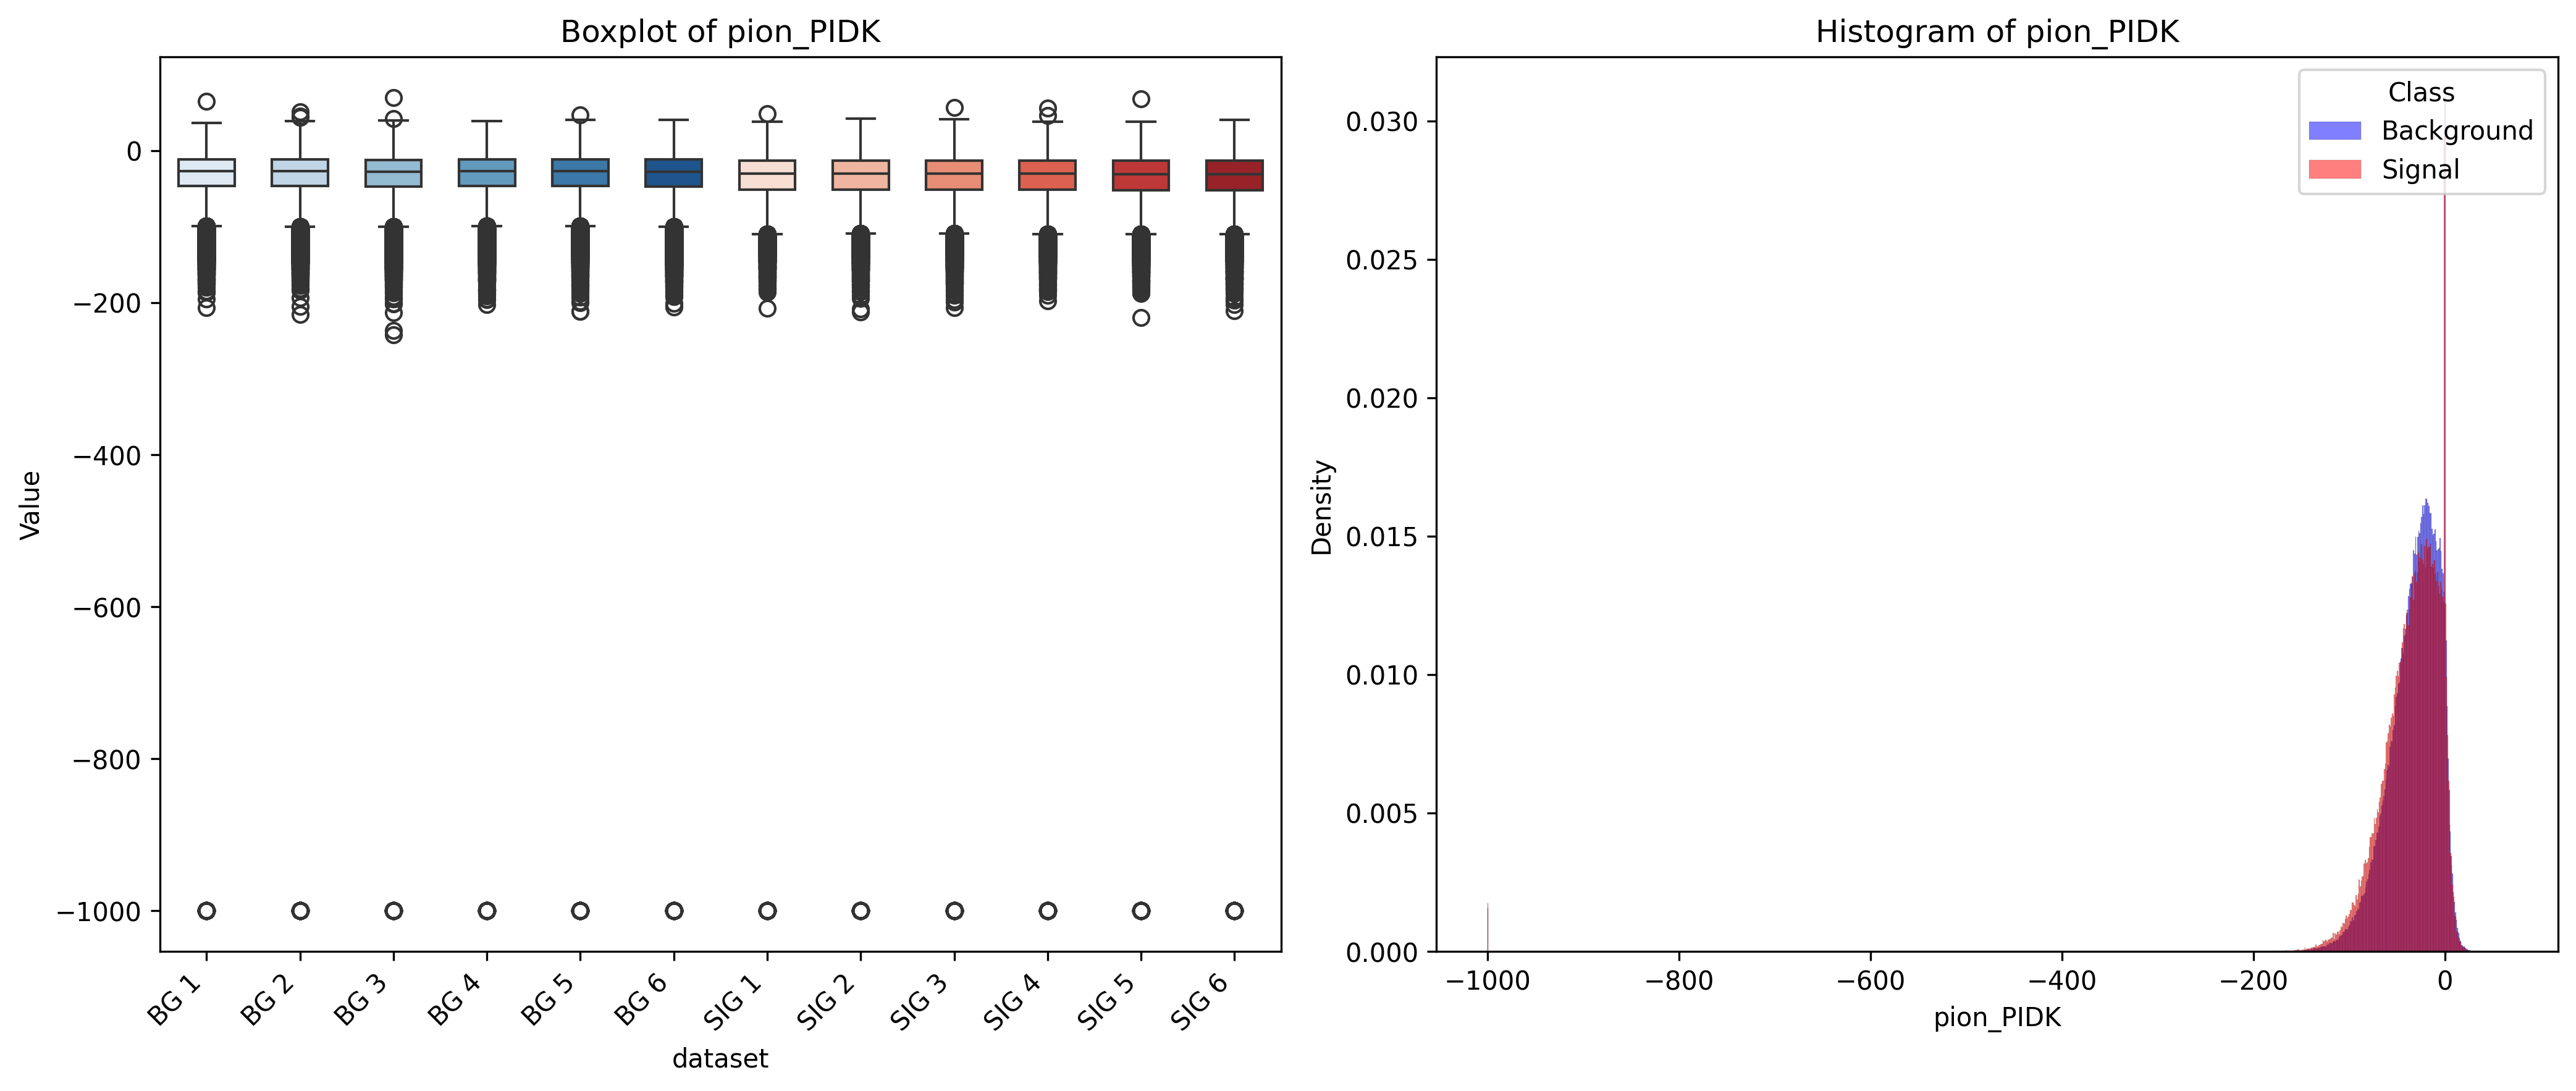 Boxplot of pion_PIDK
Value
0
−200
−400
−600
−800
−1000
BG 1
BG 2
BG 3
BG 4
BG 5
BG 6
SIG 1
SIG 2
SIG 3
SIG 4
SIG 5
SIG 6
dataset
Histogram of pion_PIDK
Class
Background
Signal
Density
0.030
0.025
0.020
0.015
0.010
0.005
0.000
−1000
−800
−600
−400
−200
0
pion_PIDK